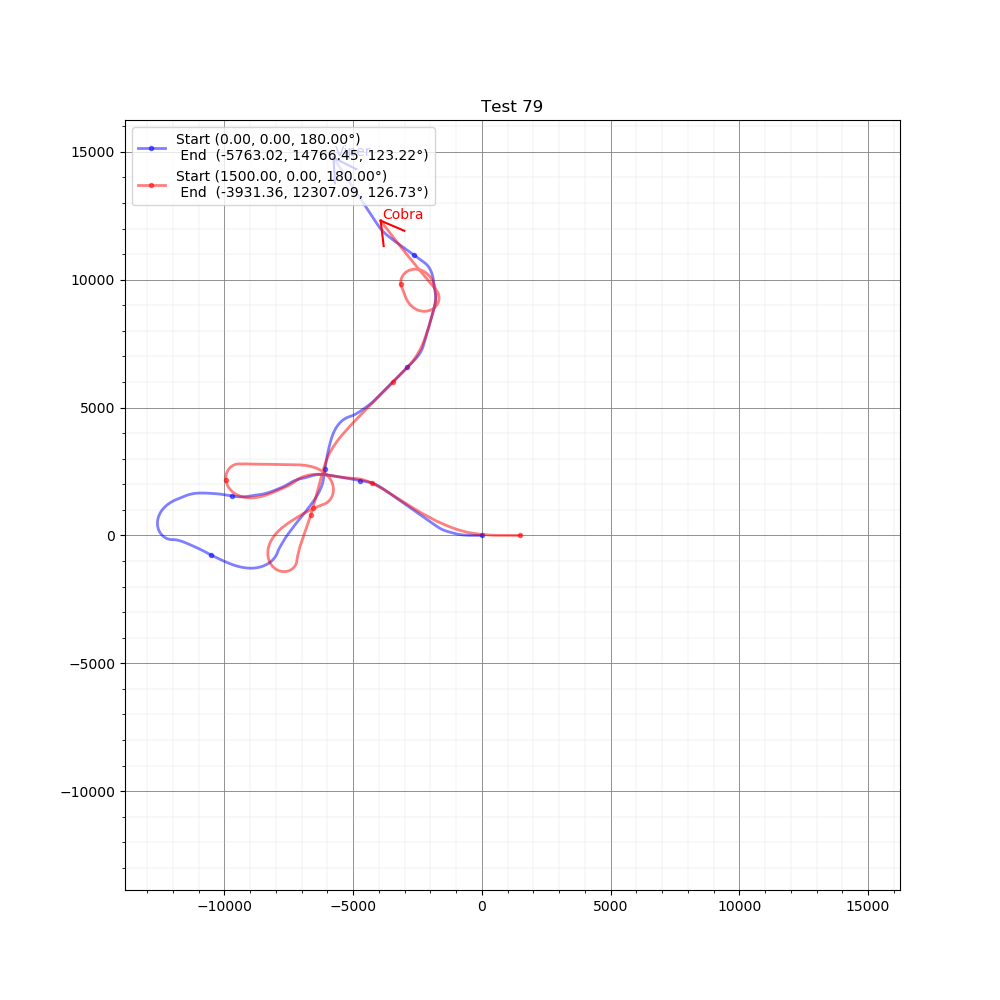 Test 79
Start (0.00, 0.00, 180.00°)
End  (-5763.02, 14766.45, 123.22°)
Start (1500.00, 0.00, 180.00°)
End  (-3931.36, 12307.09, 126.73°)
Cobra
15000
10000
5000
0
−5000
−10000
−10000
−5000
0
5000
10000
15000